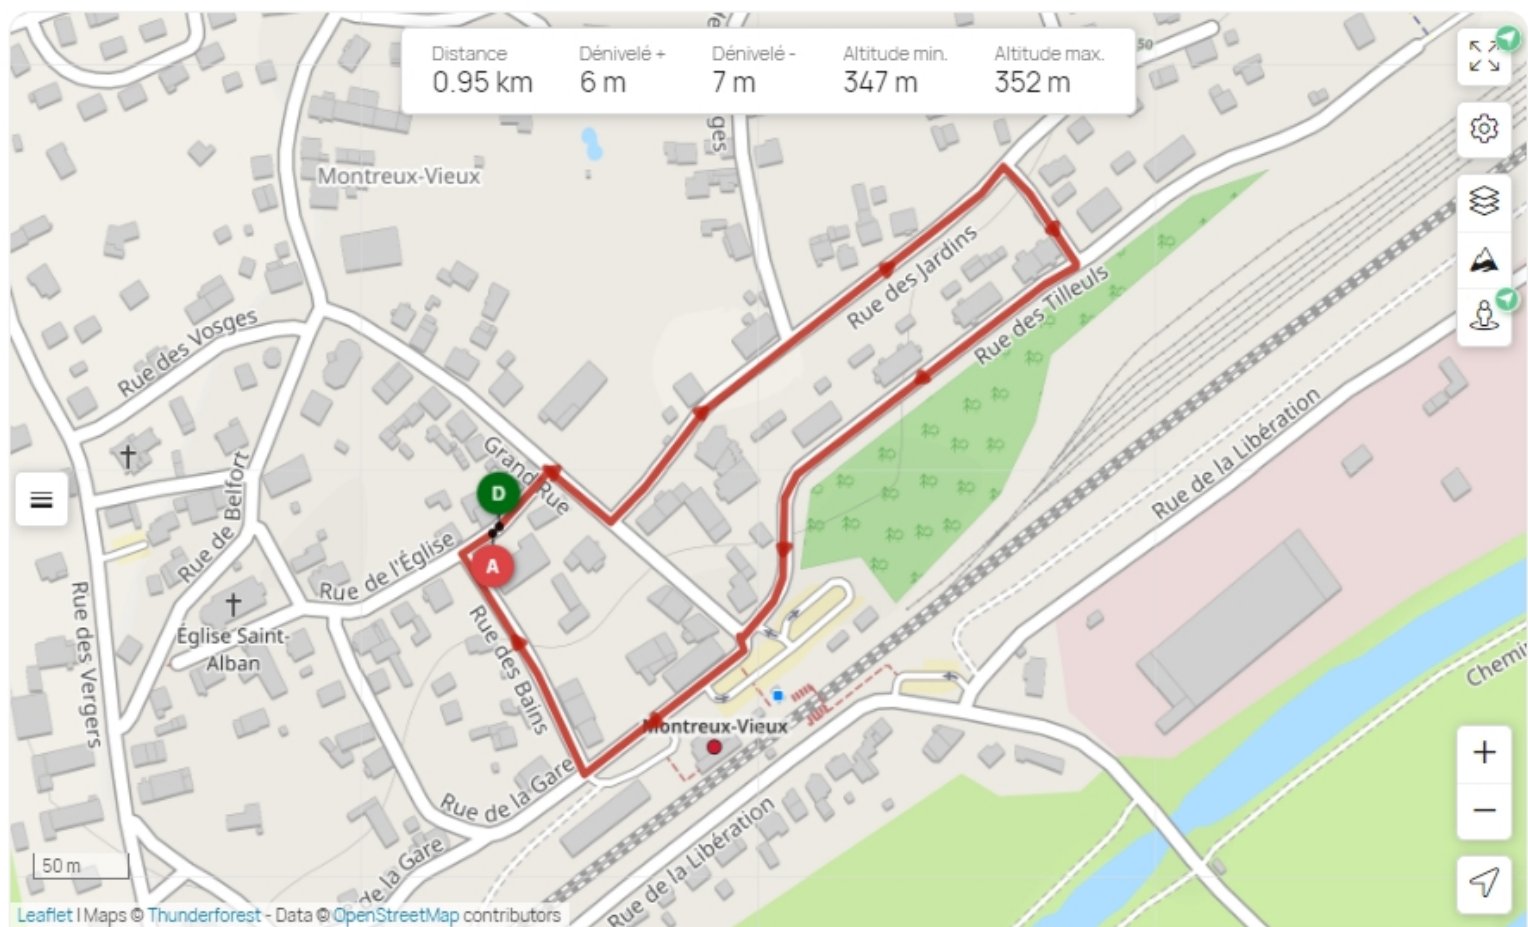 Distance
Dénivelé +
Dénivelé -
Altitude min.
Altitude max.
0.95 km
6 m
7 m
347 m
352 m
50
ges
Montreux-Vieux
Rue des Jardins
Rue des Tilleuls
Rue des Vosges
Rue de la Libération
Grand Rue
D
Rue de Belfort
A
Rue de l'Église
Rue des Vergers
Église Saint-
Alban
Rue des Bains
Chemin
Montreux-Vieux
Rue de la Gare
Rue de la Libération
+
−
50 m
de la Gare
Leaflet | Maps © Thunderforest - Data © OpenStreetMap contributors